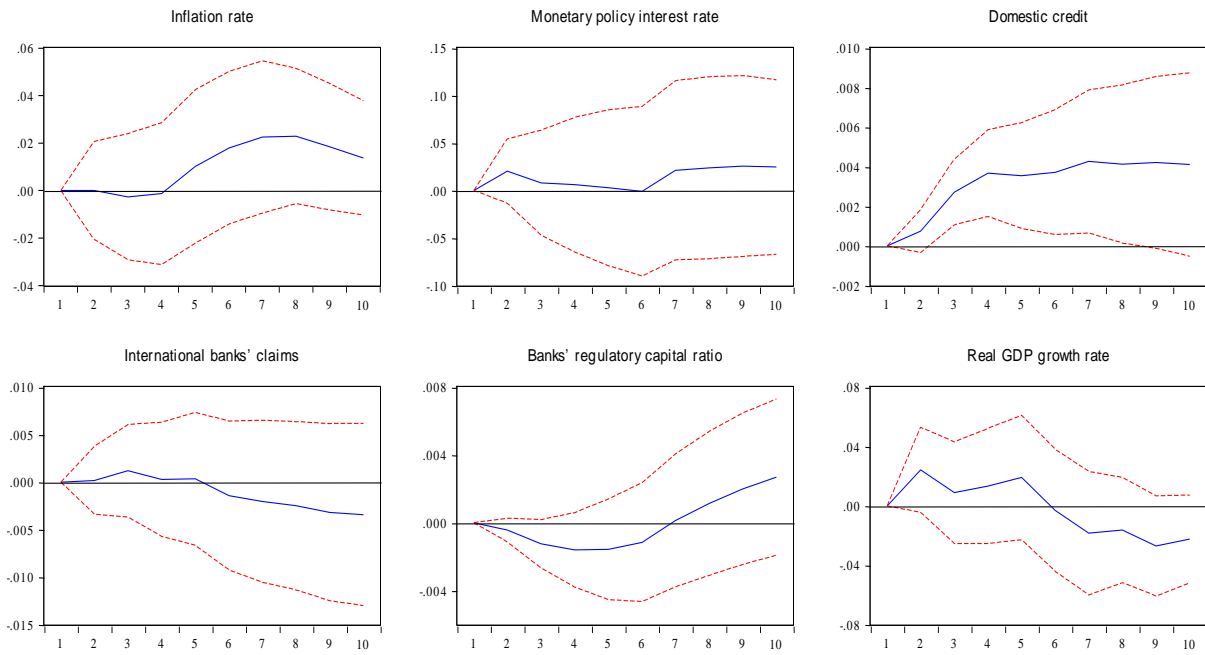 Inflation rate
.06
.04
.02
.00
-.02
-.04
1 2 3 4 5 6 7 8 9 10
Monetary policy interest rate
.15
.10
.05
.00
-.05
-.10
1 2 3 4 5 6 7 8 9 10
Domestic credit
.010
.008
.006
.004
.002
.000
-.002
1 2 3 4 5 6 7 8 9 10
International banks' claims
.010
.005
.000
-.005
-.010
-.015
1 2 3 4 5 6 7 8 9 10
Banks' regulatory capital ratio
.008
.004
.000
-.004
1 2 3 4 5 6 7 8 9 10
Real GDP growth rate
.08
.04
.00
-.04
-.08
1 2 3 4 5 6 7 8 9 10